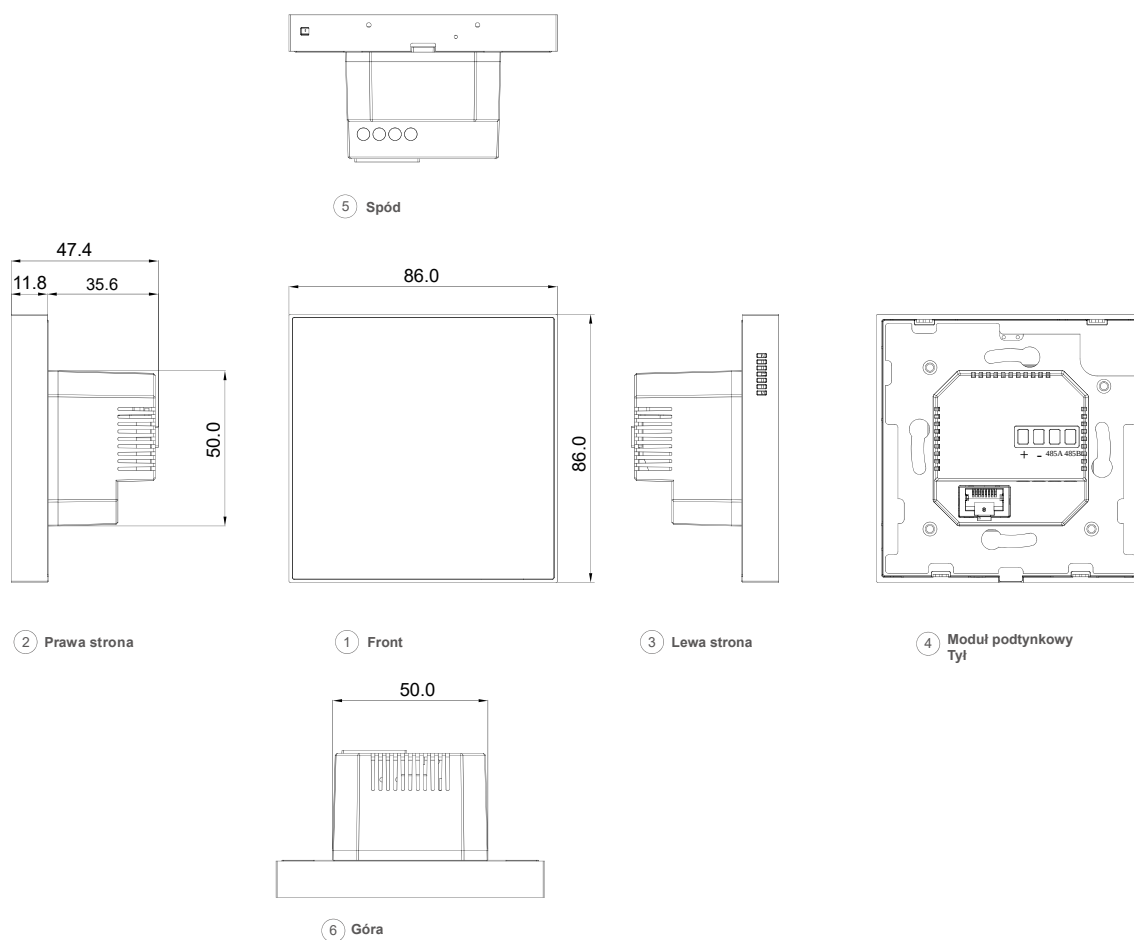 5 Spód
47.4
11.8 35.6
86.0
50.0
86.0
+ - 485A 485B
2 Prawa strona
1 Front
3 Lewa strona
4 Moduł podtynkowy
Tył
50.0
6 Góra